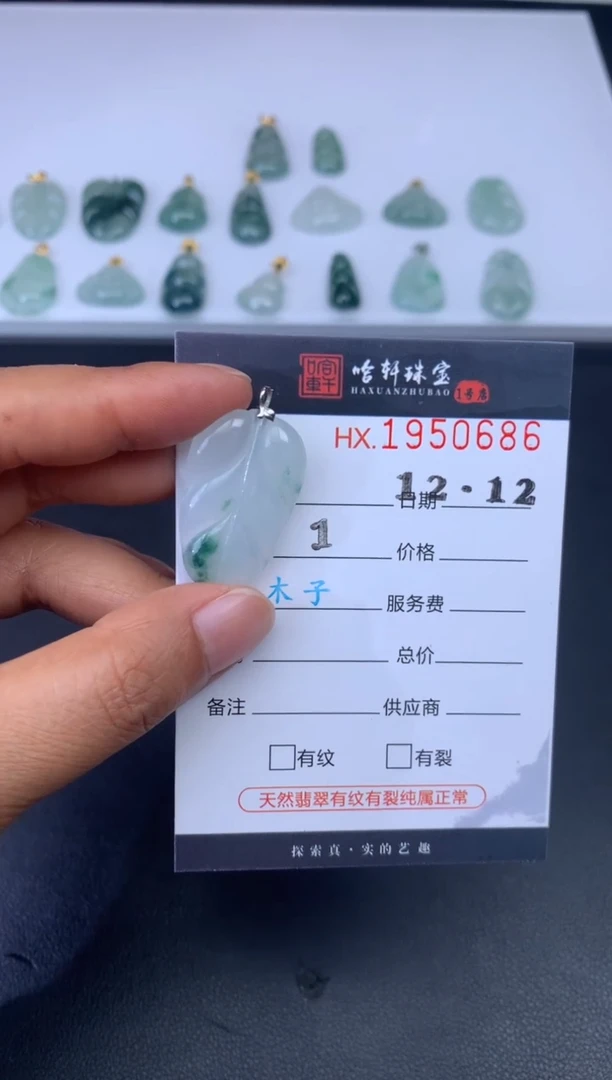 哈轩珠宝
HAXUANZHUBAO 1号店
HX.1950686
日期 12·12
1 价格
木子 服务费
总价
备注 供应商
有纹 有裂
天然翡翠有纹有裂纯属正常
探索真·实的艺趣